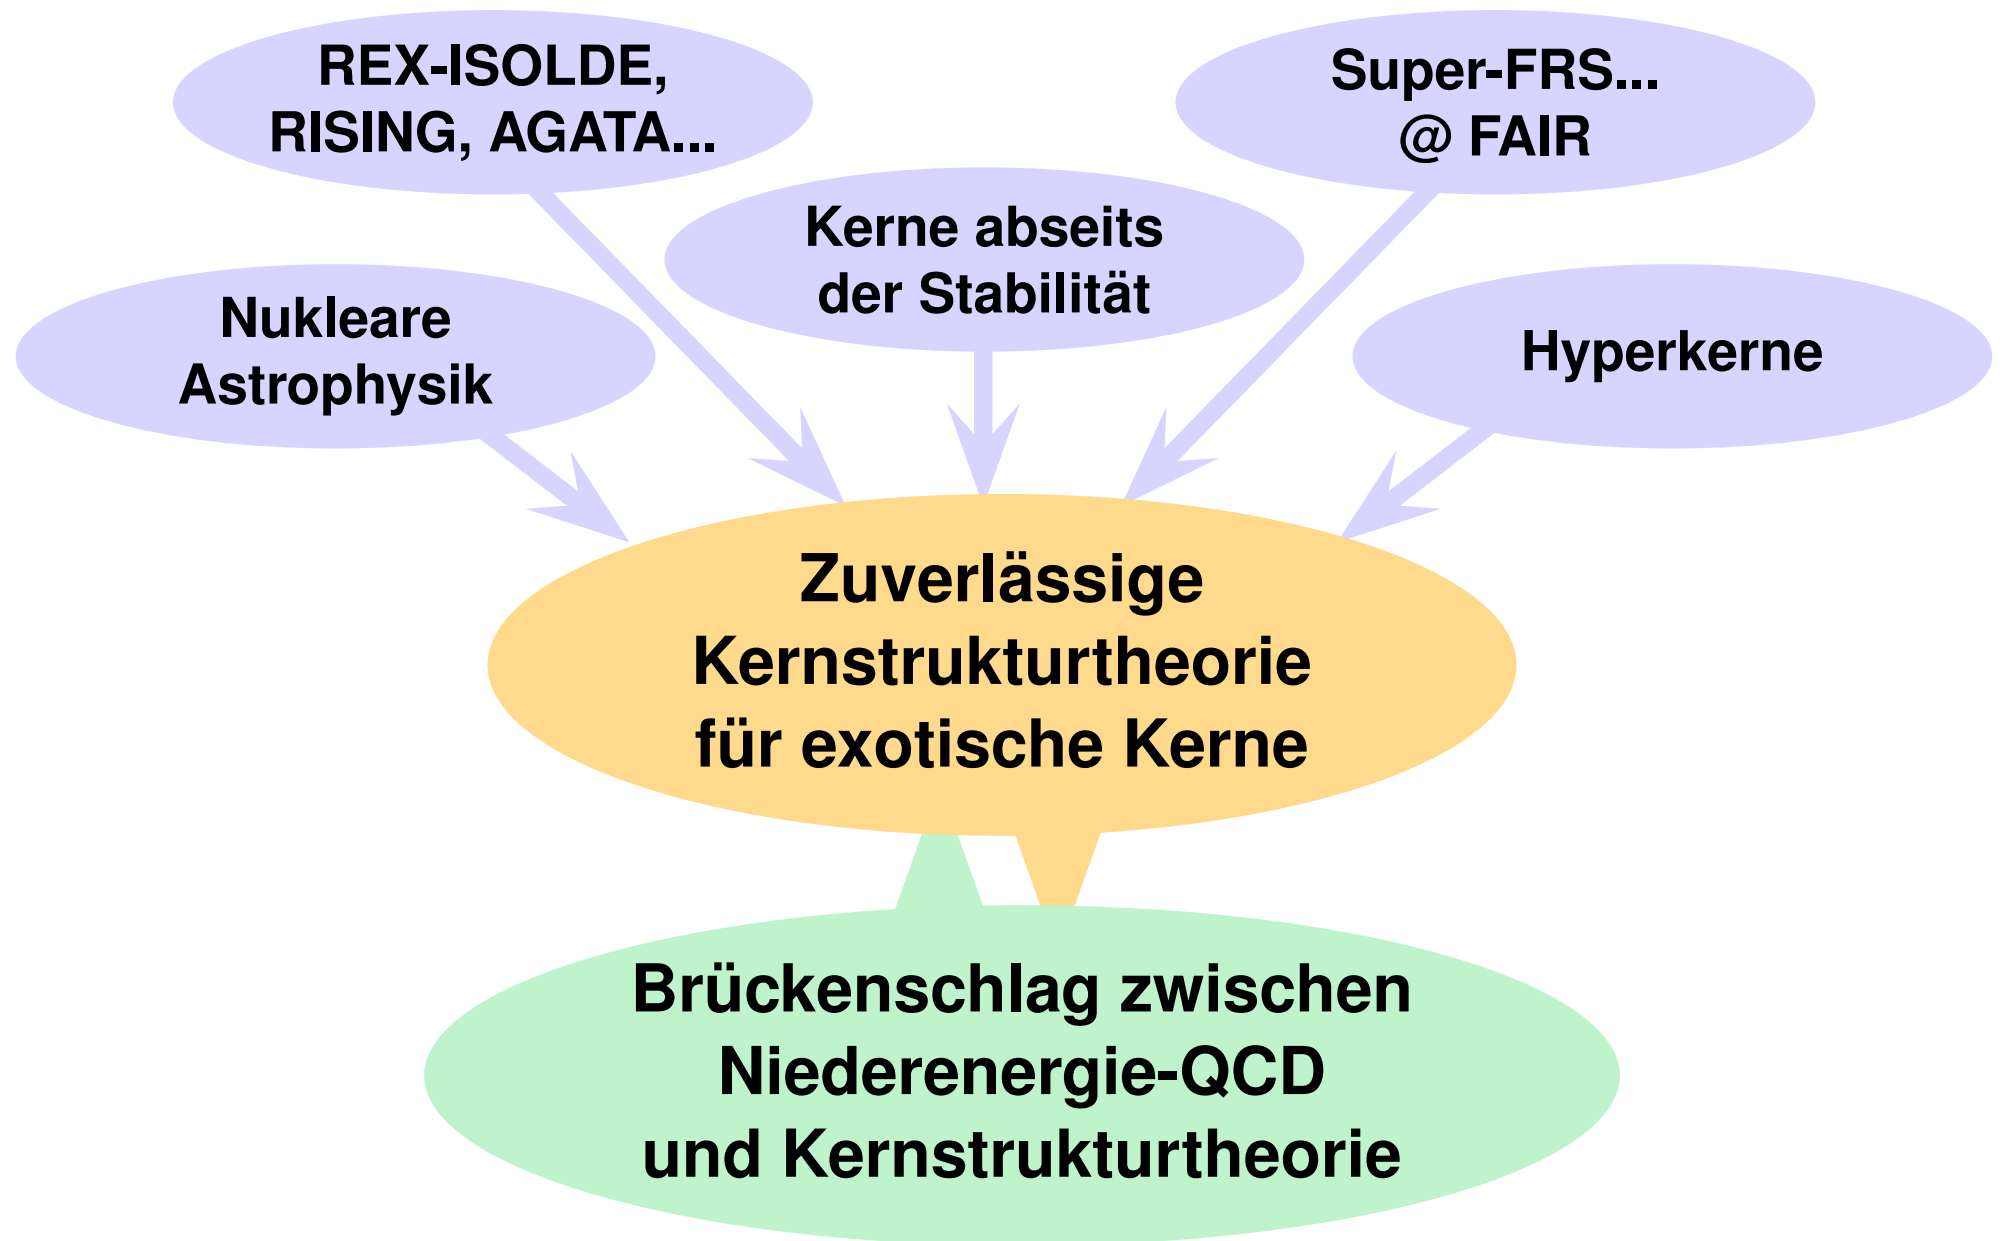 REX-ISOLDE,
RISING, AGATA...
Super-FRS...
@ FAIR
Kerne abseits
der Stabilität
Nukleare
Astrophysik
Hyperkerne
Zuverlässige
Kernstrukturtheorie
für exotische Kerne
Brückenschlag zwischen
Niederenergie-QCD
und Kernstrukturtheorie